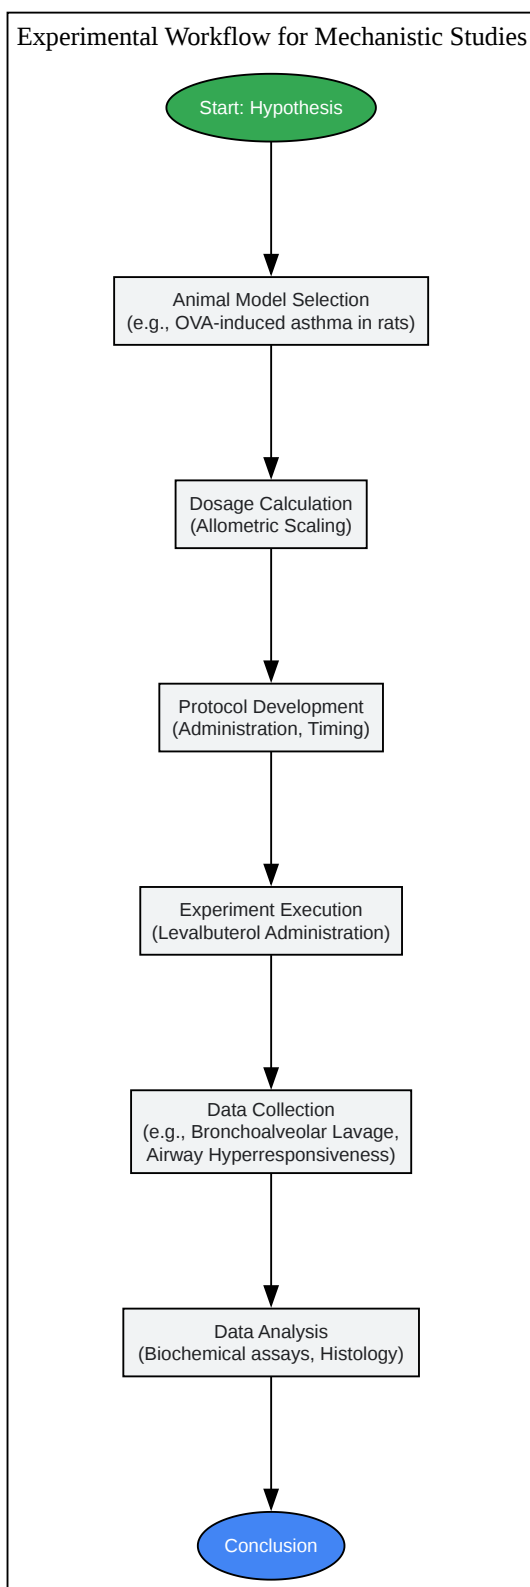 Experimental Workflow for Mechanistic Studies
Start: Hypothesis
Animal Model Selection
(e.g., OVA-induced asthma in rats)
Dosage Calculation
(Allometric Scaling)
Protocol Development
(Administration, Timing)
Experiment Execution
(Levalbuterol Administration)
Data Collection
(e.g., Bronchoalveolar Lavage,
Airway Hyperresponsiveness)
Data Analysis
(Biochemical assays, Histology)
Conclusion